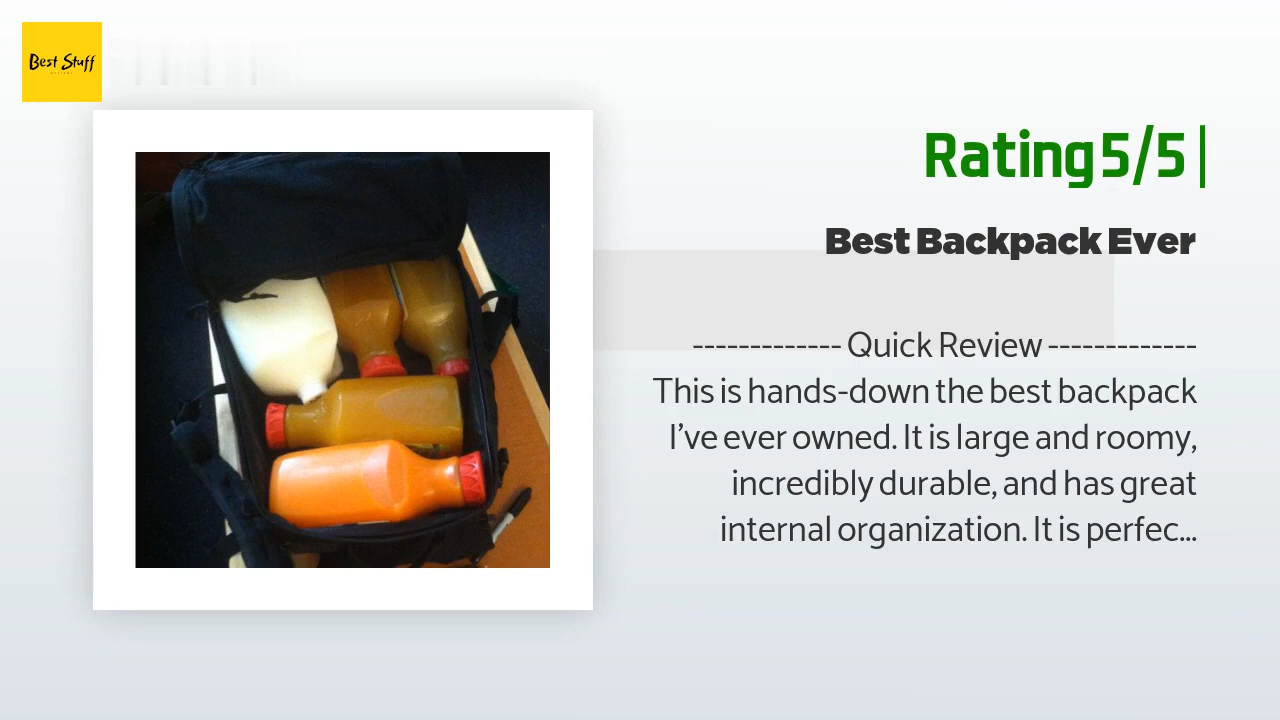 Best Stuff
Rating 5/5 |
Best Backpack Ever
------------- Quick Review -------------
This is hands-down the best backpack
I've ever owned. It is large and roomy,
incredibly durable, and has great
internal organization. It is perfec...